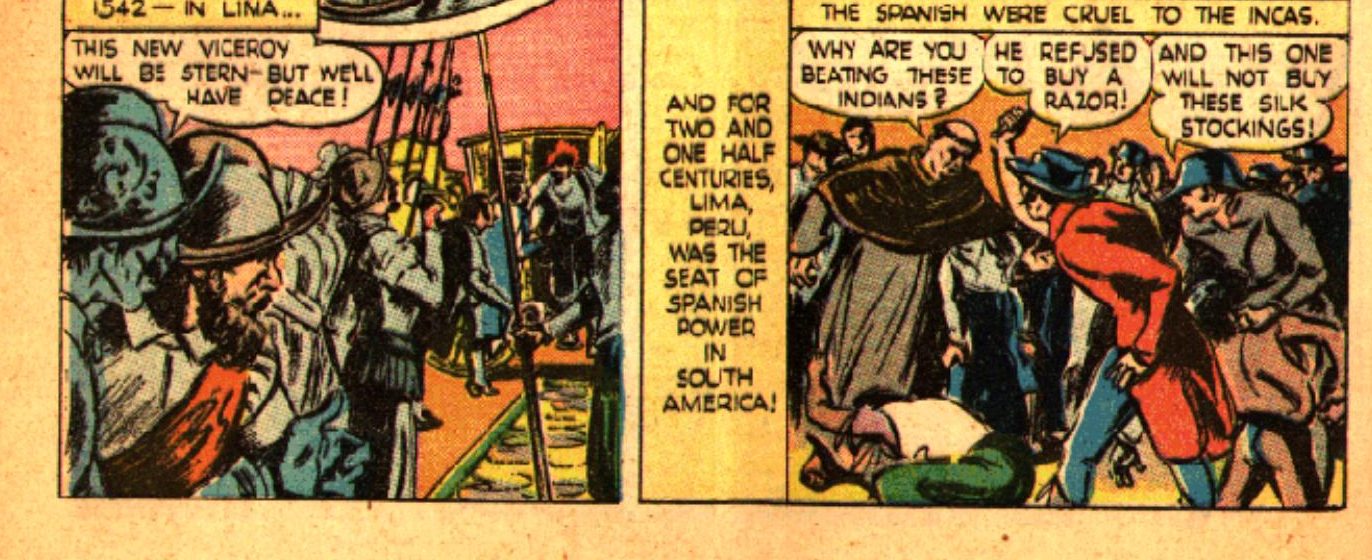 1542 — IN LIMA...
THIS NEW VICEROY
WILL BE STERN - BUT WE'LL
HAVE PEACE!
AND FOR
TWO AND
ONE HALF
CENTURIES,
LIMA,
PERU,
WAS THE
SEAT OF
SPANISH
POWER
IN
SOUTH
AMERICA!
THE SPANISH WERE CRUEL TO THE INCAS.
WHY ARE YOU
BEATING THESE
INDIANS?
HE REFUSED
TO BUY A
RAZOR!
AND THIS ONE
WILL NOT BUY
THESE SILK
STOCKINGS!